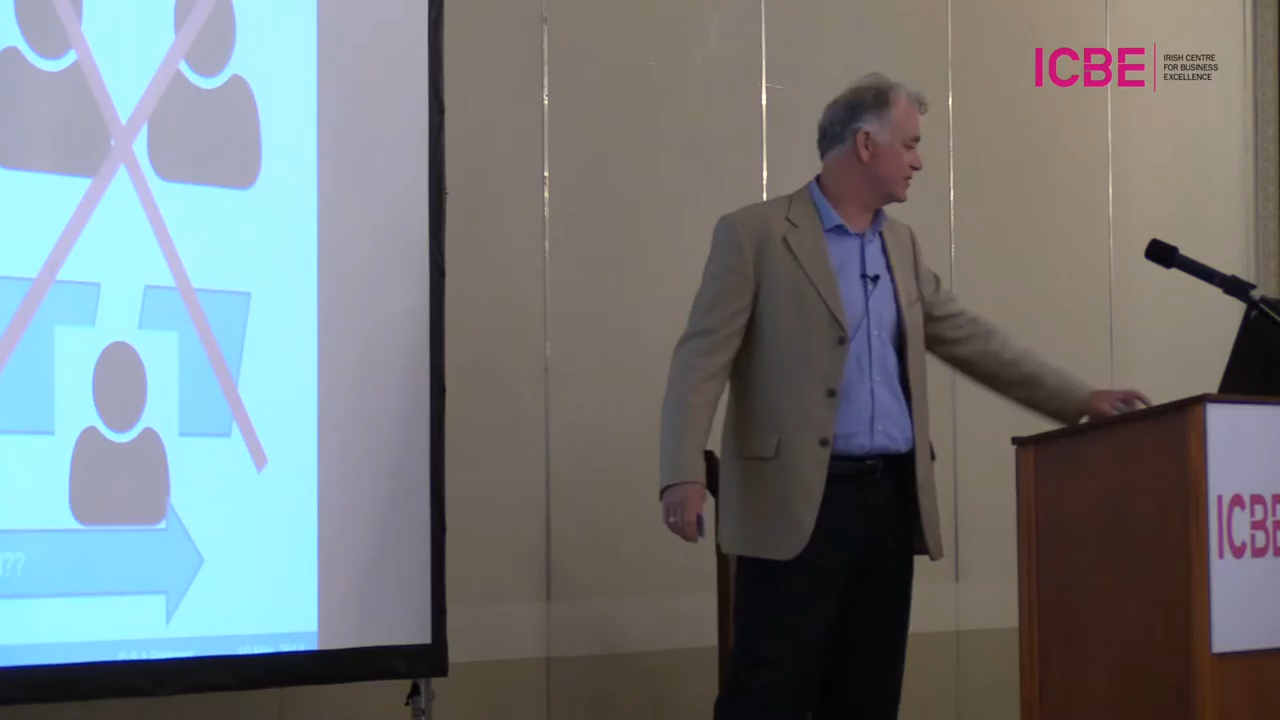 ICBE
IRISH CENTRE
FOR BUSINESS
EXCELLENCE
ICBE
??